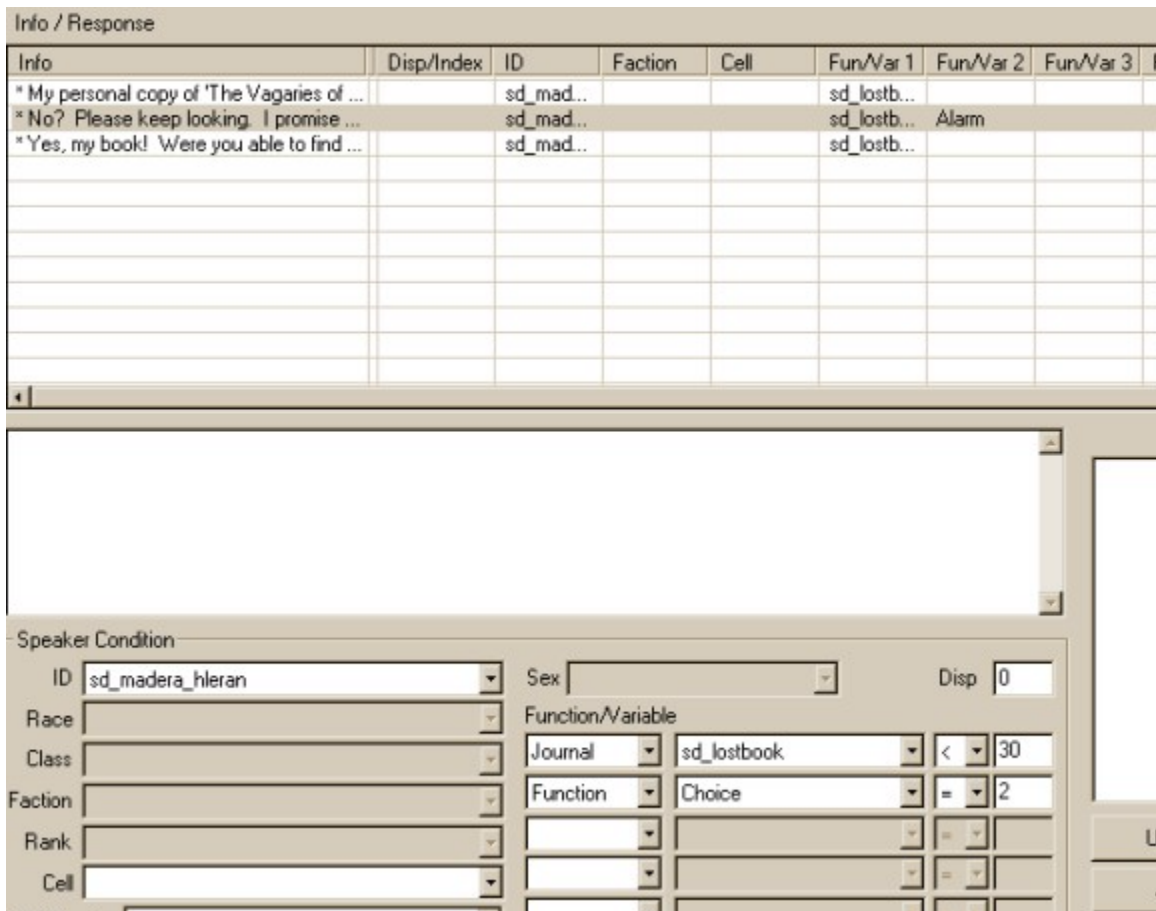 Info / Response
Info Disp/Index ID Faction Cell Fun/Var 1 Fun/Var 2 Fun/Var 3
* My personal copy of 'The Vagaries of ... sd_mad... sd_lostb...
* No? Please keep looking. I promise ... sd_mad... sd_lostb... Alarm
* Yes, my book! Were you able to find ... sd_mad... sd_lostb...
Speaker Condition
ID sd_madera_hleran Sex Disp 0
Race Function/Variable
Class Journal sd_lostbook < 30
Faction Function Choice = 2
Rank =
Cell =